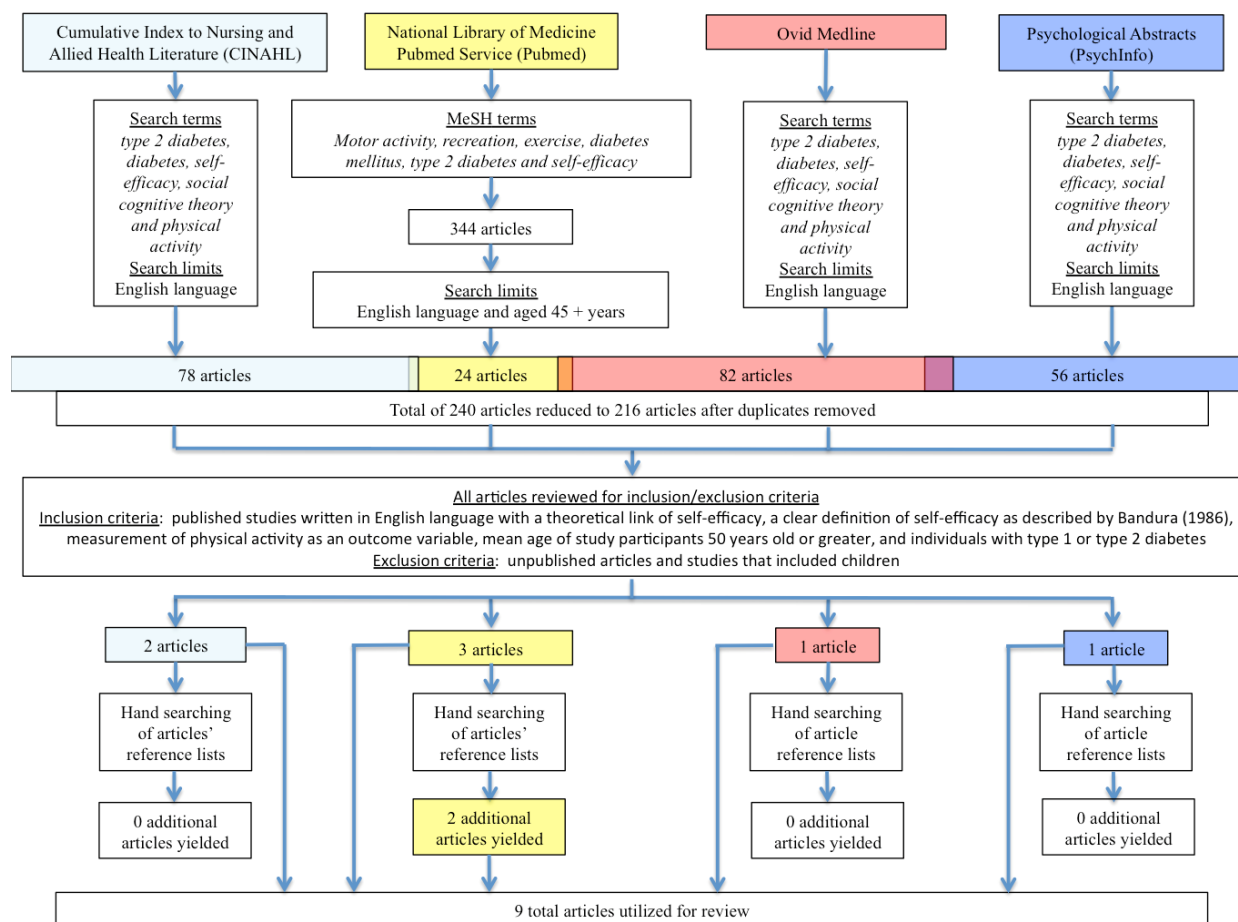 Cumulative Index to Nursing and
Allied Health Literature (CINAHL)
National Library of Medicine
Pubmed Service (Pubmed)
Ovid Medline
Psychological Abstracts
(PsychInfo)
Search terms
type 2 diabetes,
diabetes, self-
efficacy, social
cognitive theory
and physical
activity
Search limits
English language
MeSH terms
Motor activity, recreation, exercise, diabetes
mellitus, type 2 diabetes and self-efficacy
344 articles
Search limits
English language and aged 45 + years
Search terms
type 2 diabetes,
diabetes, self-
efficacy, social
cognitive theory
and physical
activity
Search limits
English language
Search terms
type 2 diabetes,
diabetes, self-
efficacy, social
cognitive theory
and physical
activity
Search limits
English language
78 articles
24 articles
82 articles
56 articles
Total of 240 articles reduced to 216 articles after duplicates removed
All articles reviewed for inclusion/exclusion criteria
Inclusion criteria: published studies written in English language with a theoretical link of self-efficacy, a clear definition of self-efficacy as described by Bandura (1986),
measurement of physical activity as an outcome variable, mean age of study participants 50 years old or greater, and individuals with type 1 or type 2 diabetes
Exclusion criteria: unpublished articles and studies that included children
2 articles
3 articles
1 article
1 article
Hand searching
of articles'
reference lists
Hand searching
of articles'
reference lists
Hand searching
of article
reference lists
Hand searching
of article
reference lists
0 additional
articles yielded
2 additional
articles yielded
0 additional
articles yielded
0 additional
articles yielded
9 total articles utilized for review